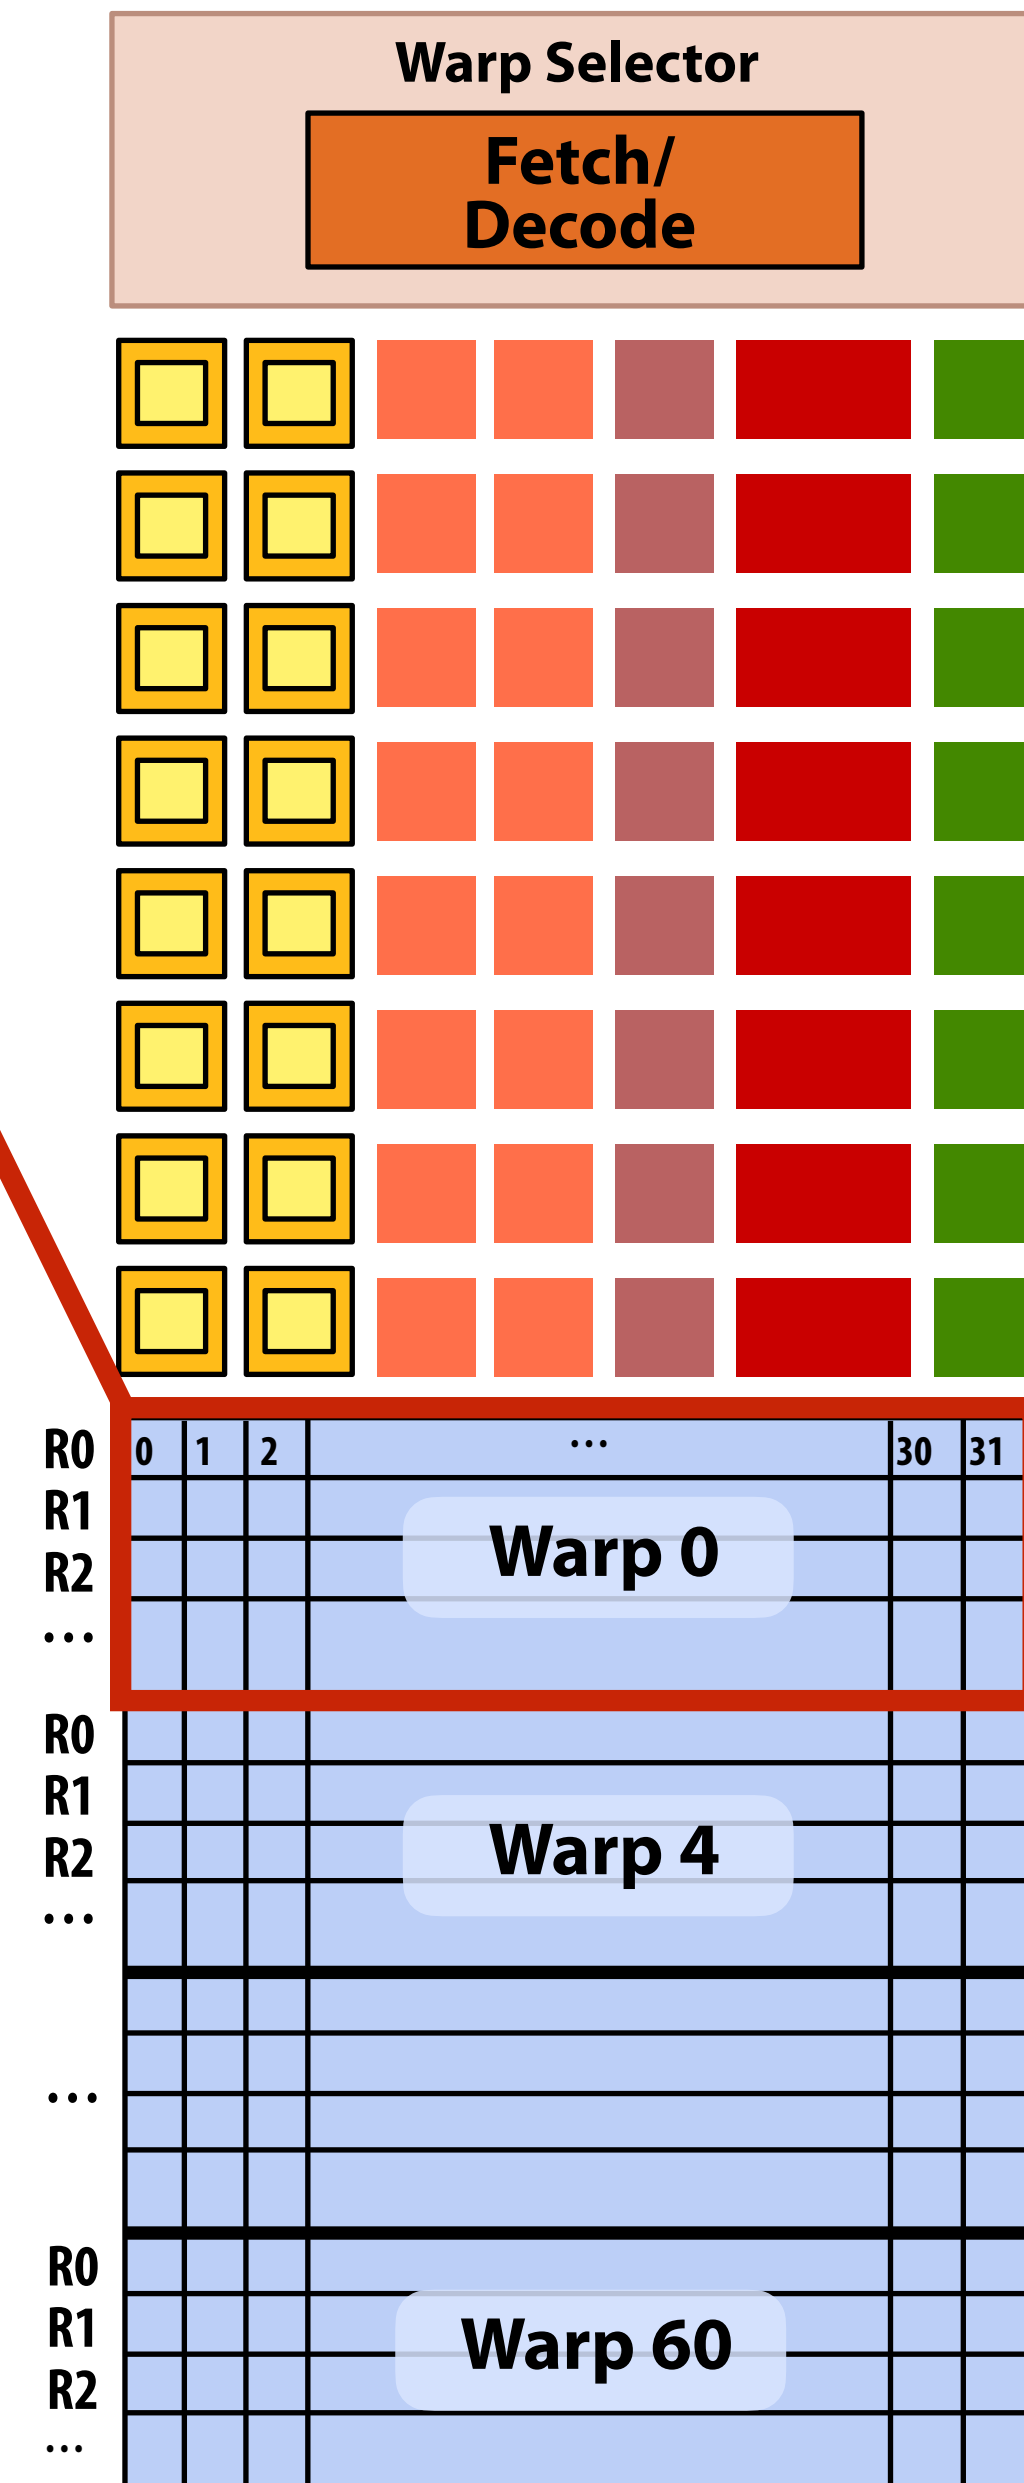 Warp Selector
Fetch/
Decode
R0 0 1 2 ... 30 31
R1
Warp 0
R2
...
R0
R1
Warp 4
R2
...
...
R0
R1
Warp 60
R2
...